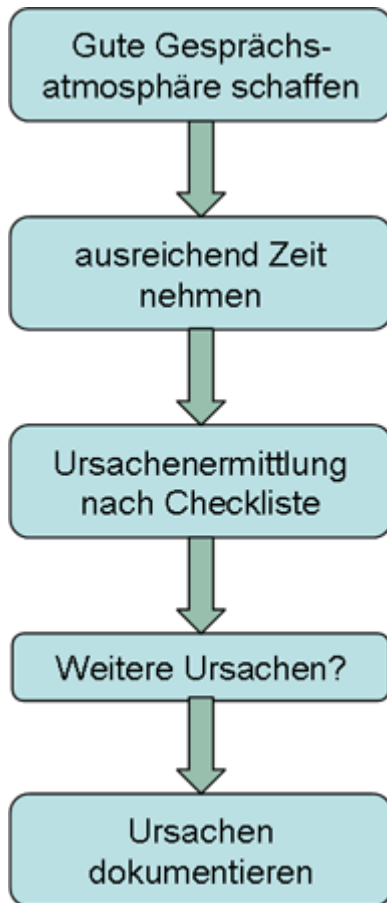 Gute Gesprächs-
atmosphäre schaffen
ausreichend Zeit
nehmen
Ursachenermittlung
nach Checkliste
Weitere Ursachen?
Ursachen
dokumentieren